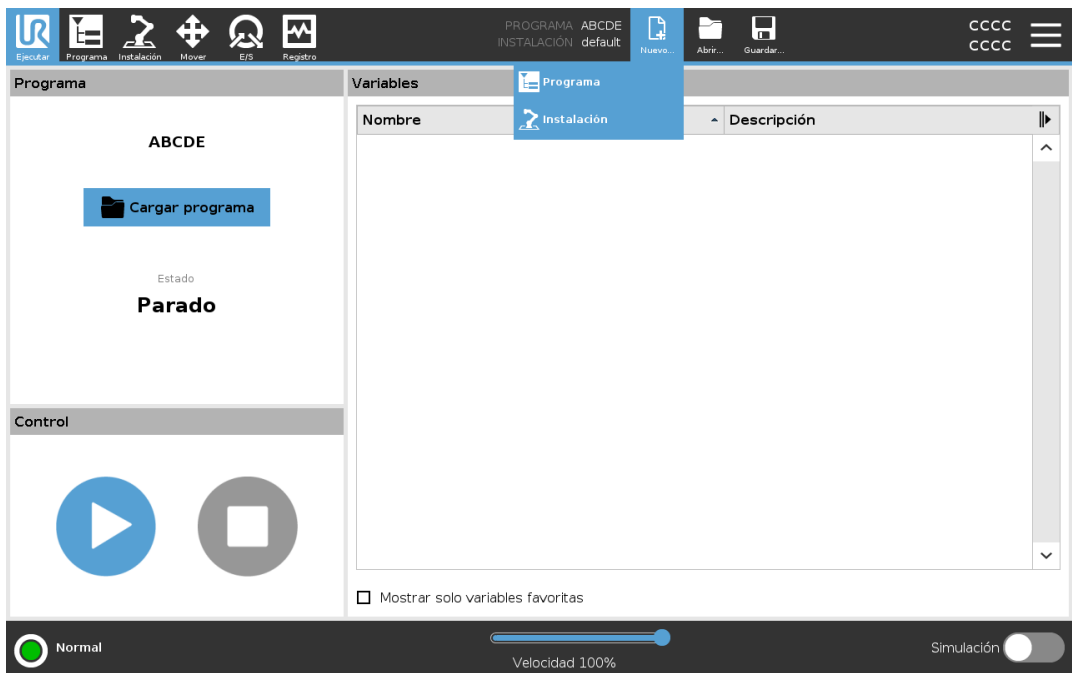 PROGRAMA ABCDE
INSTALACIÓN default
CCCC
CCCC
UR
Ejecutar Programa Instalación Mover E/S Registro Nuevo... Abrir... Guardar...
Programa
Variables
Programa
Instalación
Nombre
Descripción
ABCDE
Cargar programa
Estado
Parado
Control
Mostrar solo variables favoritas
Normal
Velocidad 100%
Simulación